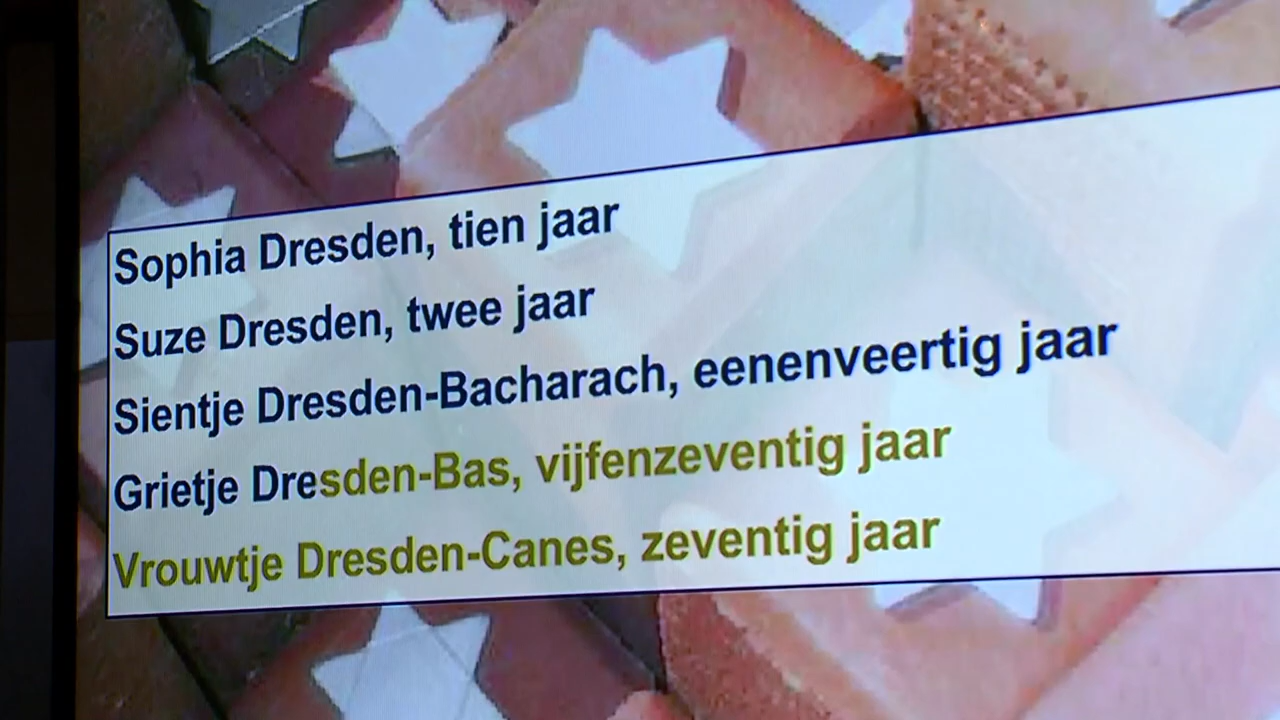 Sophia Dresden, tien jaar
Suze Dresden, twee jaar
Sientje Dresden-Bacharach, eenenveertig jaar
Grietje Dresden-Bas, vijfenzeventig jaar
Vrouwtje Dresden-Canes, zeventig jaar